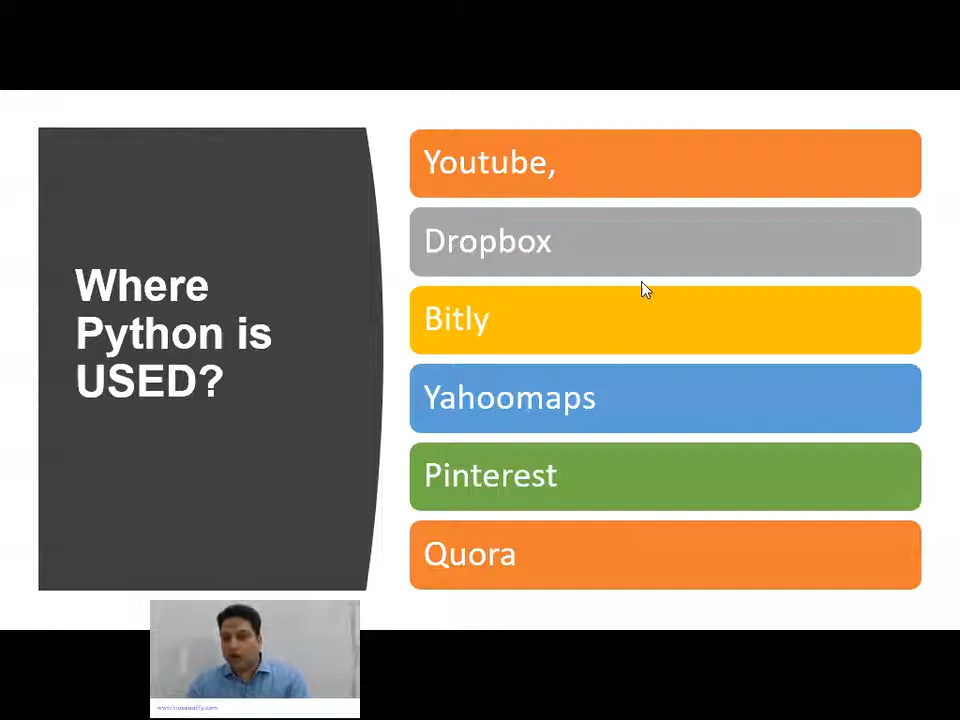 Where
Python is
USED?
Youtube,
Dropbox
Bitly
Yahoomaps
Pinterest
Quora